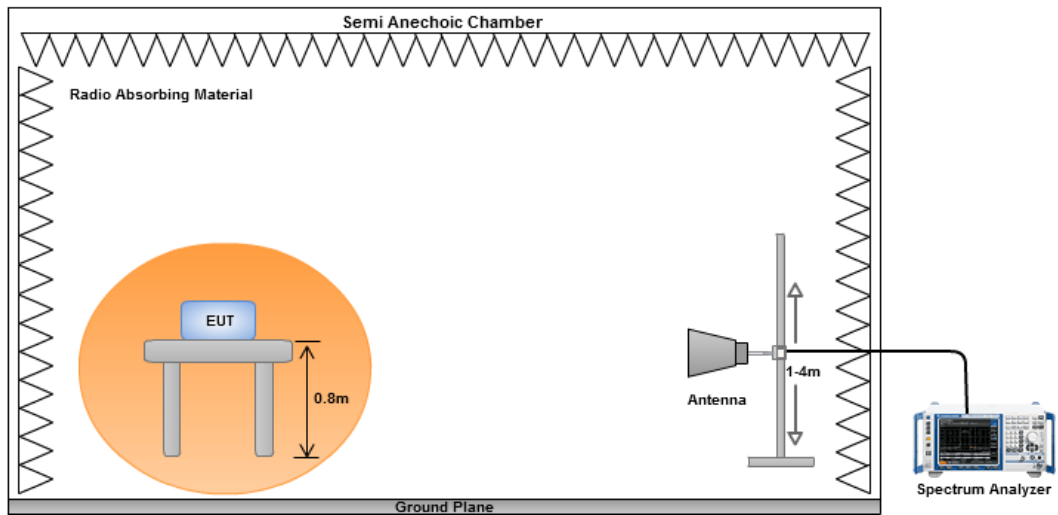 Semi Anechoic Chamber
Radio Absorbing Material
EUT
0.8m
1-4m
Antenna
Spectrum Analyzer
Ground Plane